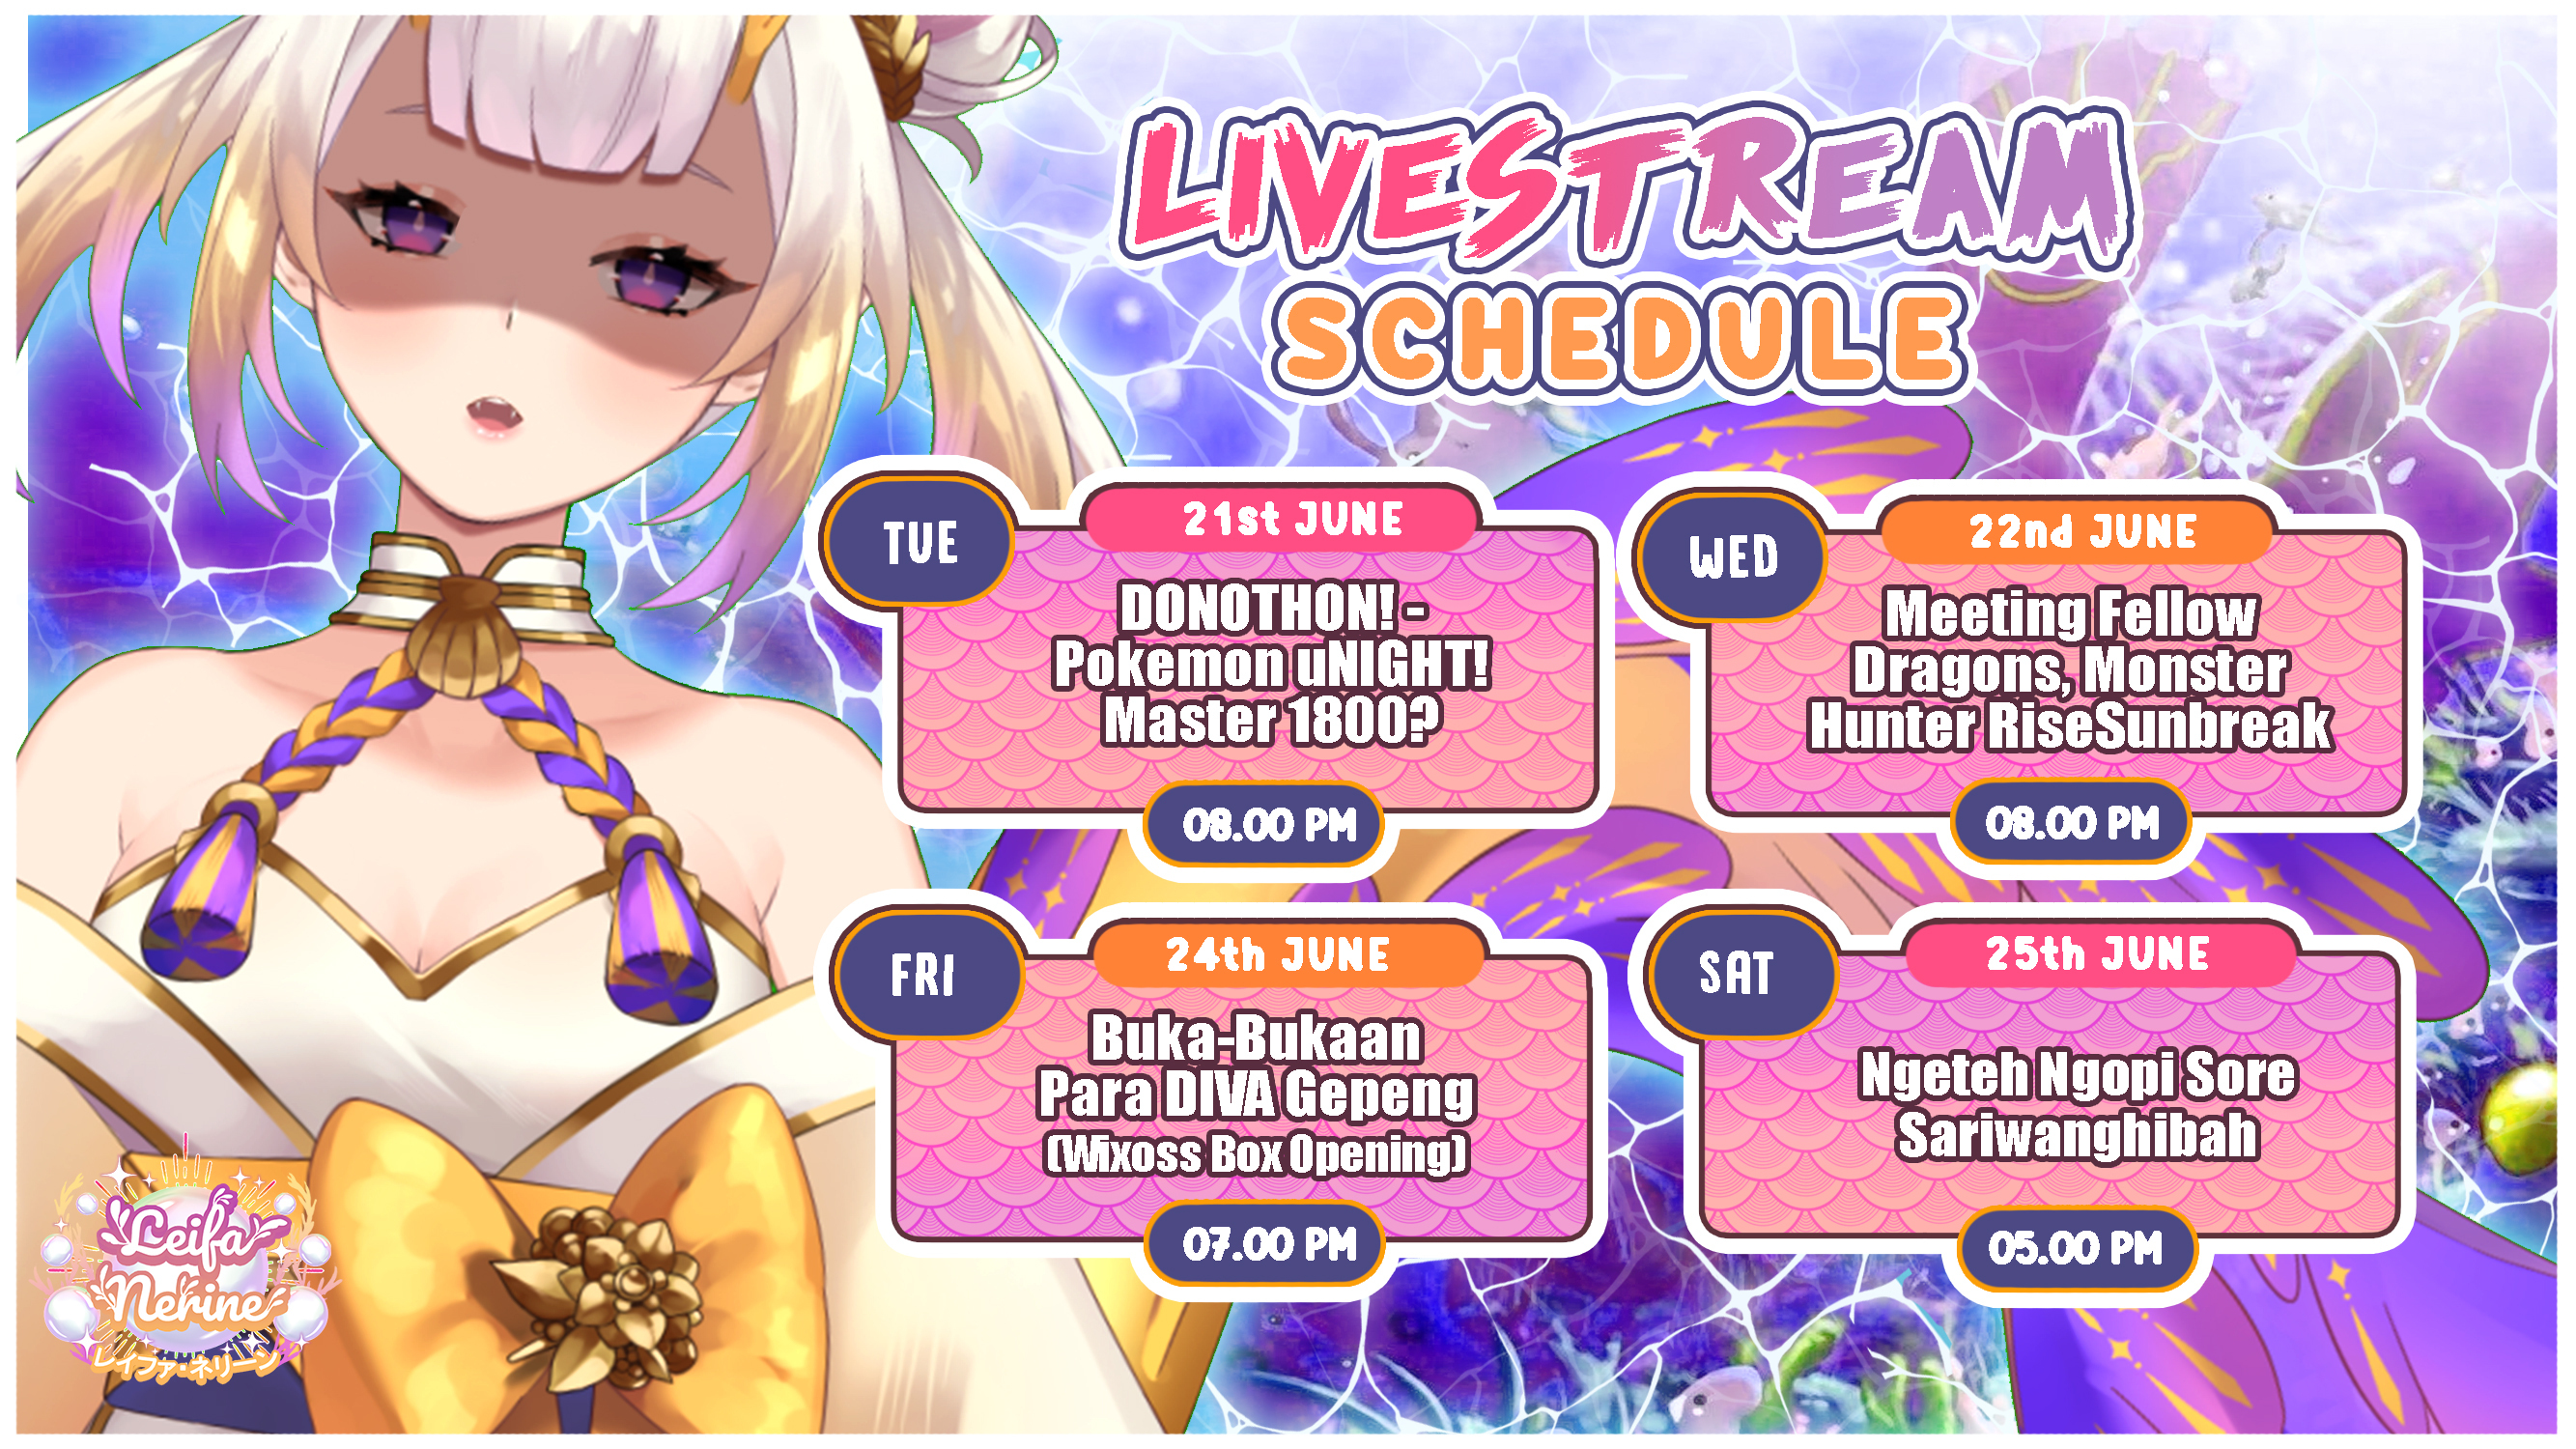 LIVESTREAM
SCHEDULE
TUE
21st JUNE
DONOTHON! -
Pokemon uNIGHT!
Master 1800?
08.00 PM
WED
22nd JUNE
Meeting Fellow
Dragons, Monster
Hunter RiseSunbreak
08.00 PM
FRI
24th JUNE
Buka-Bukaan
Para DIVA Gepeng
(Wixoss Box Opening)
07.00 PM
SAT
25th JUNE
Ngeteh Ngopi Sore
Sariwanghibah
05.00 PM
Leifa
Nerine
レイファ・ネリーン